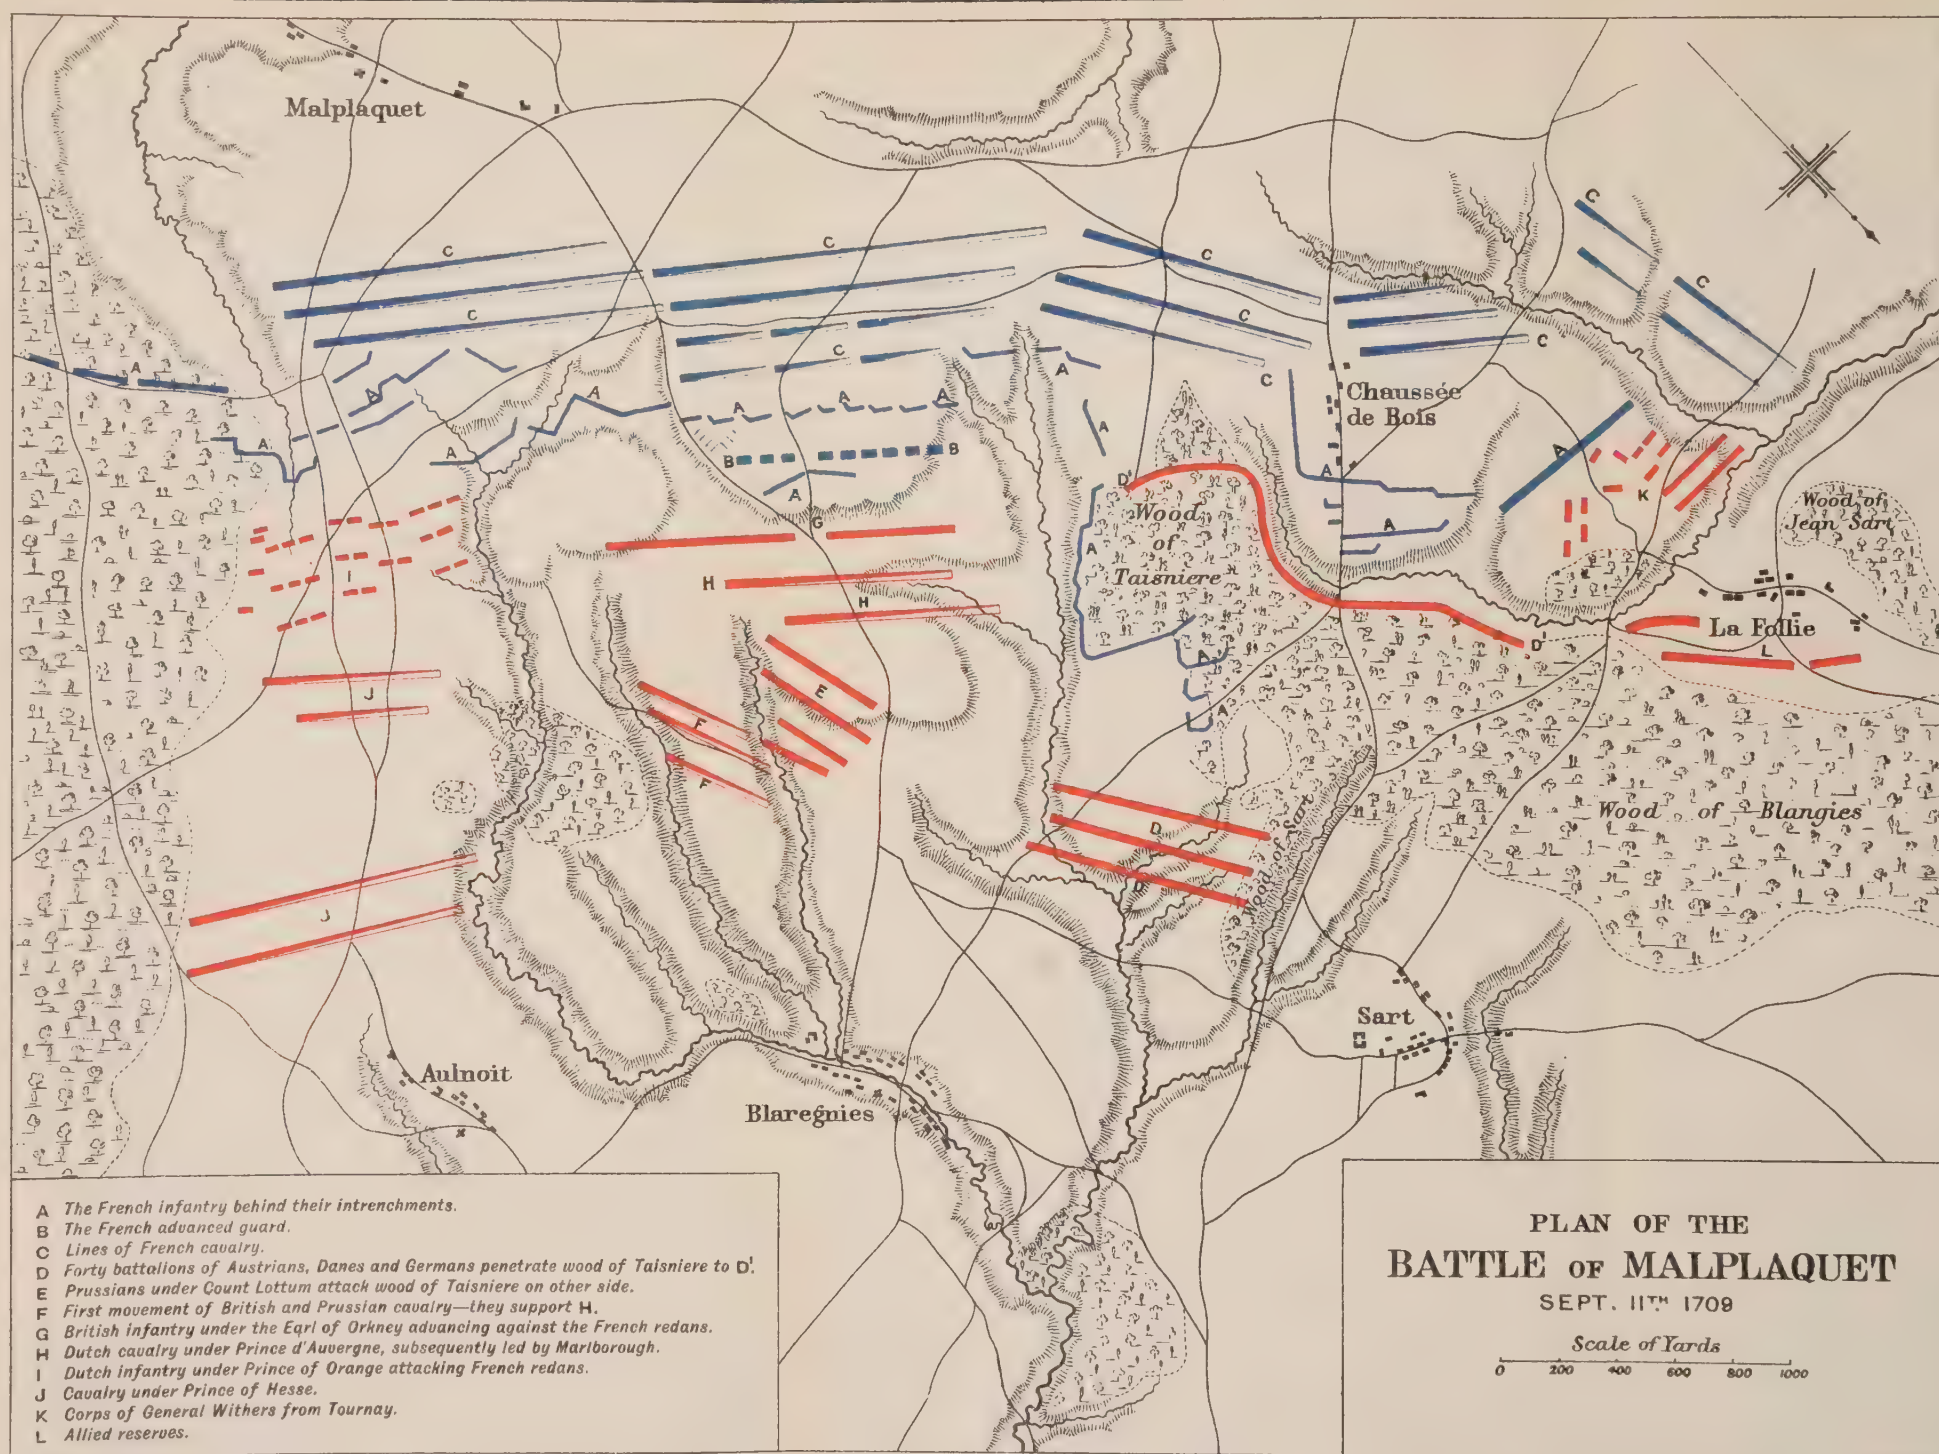 Malplaquet
C
C
C
C
C
C
C
C
C
C
A
A
A
A
A
A
A
A
A
A
A
B
B
A
A
A
A
A
A
G
Chaussée
de Bois
K
Wood of
Jean Sart
D'
Wood
of
Taisniere
D'
La Follie
L
I
H
H
J
E
F
F
D
Wood of Sart
Wood of Blangies
J
Sart
Aulnoit
Blaregnies
A The French infantry behind their intrenchments.
B The French advanced guard.
C Lines of French cavalry.
D Forty battalions of Austrians, Danes and Germans penetrate wood of Taisniere to D'.
E Prussians under Count Lottum attack wood of Taisniere on other side.
F First movement of British and Prussian cavalry—they support H.
G British infantry under the Earl of Orkney advancing against the French redans.
H Dutch cavalry under Prince d'Auvergne, subsequently led by Marlborough.
I Dutch infantry under Prince of Orange attacking French redans.
J Cavalry under Prince of Hesse.
K Corps of General Withers from Tournay.
L Allied reserves.
PLAN OF THE
BATTLE OF MALPLAQUET
SEPT. 11TH 1709
Scale of Yards
0 200 400 600 800 1000